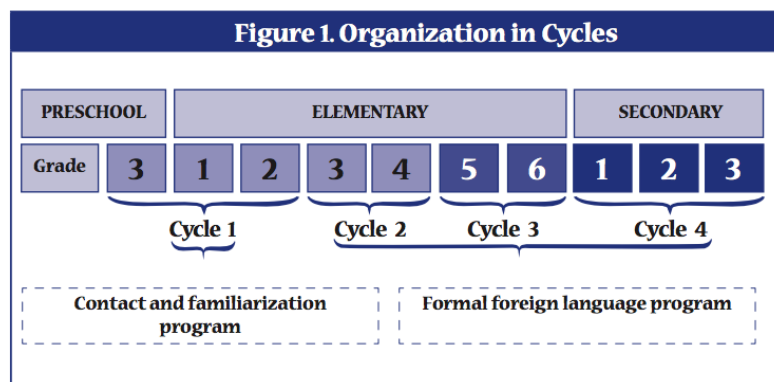 Figure 1. Organization in Cycles
PRESCHOOL ELEMENTARY SECONDARY
Grade 3 1 2 3 4 5 6 1 2 3
Cycle 1 Cycle 2 Cycle 3 Cycle 4
Contact and familiarization
program
Formal foreign language program